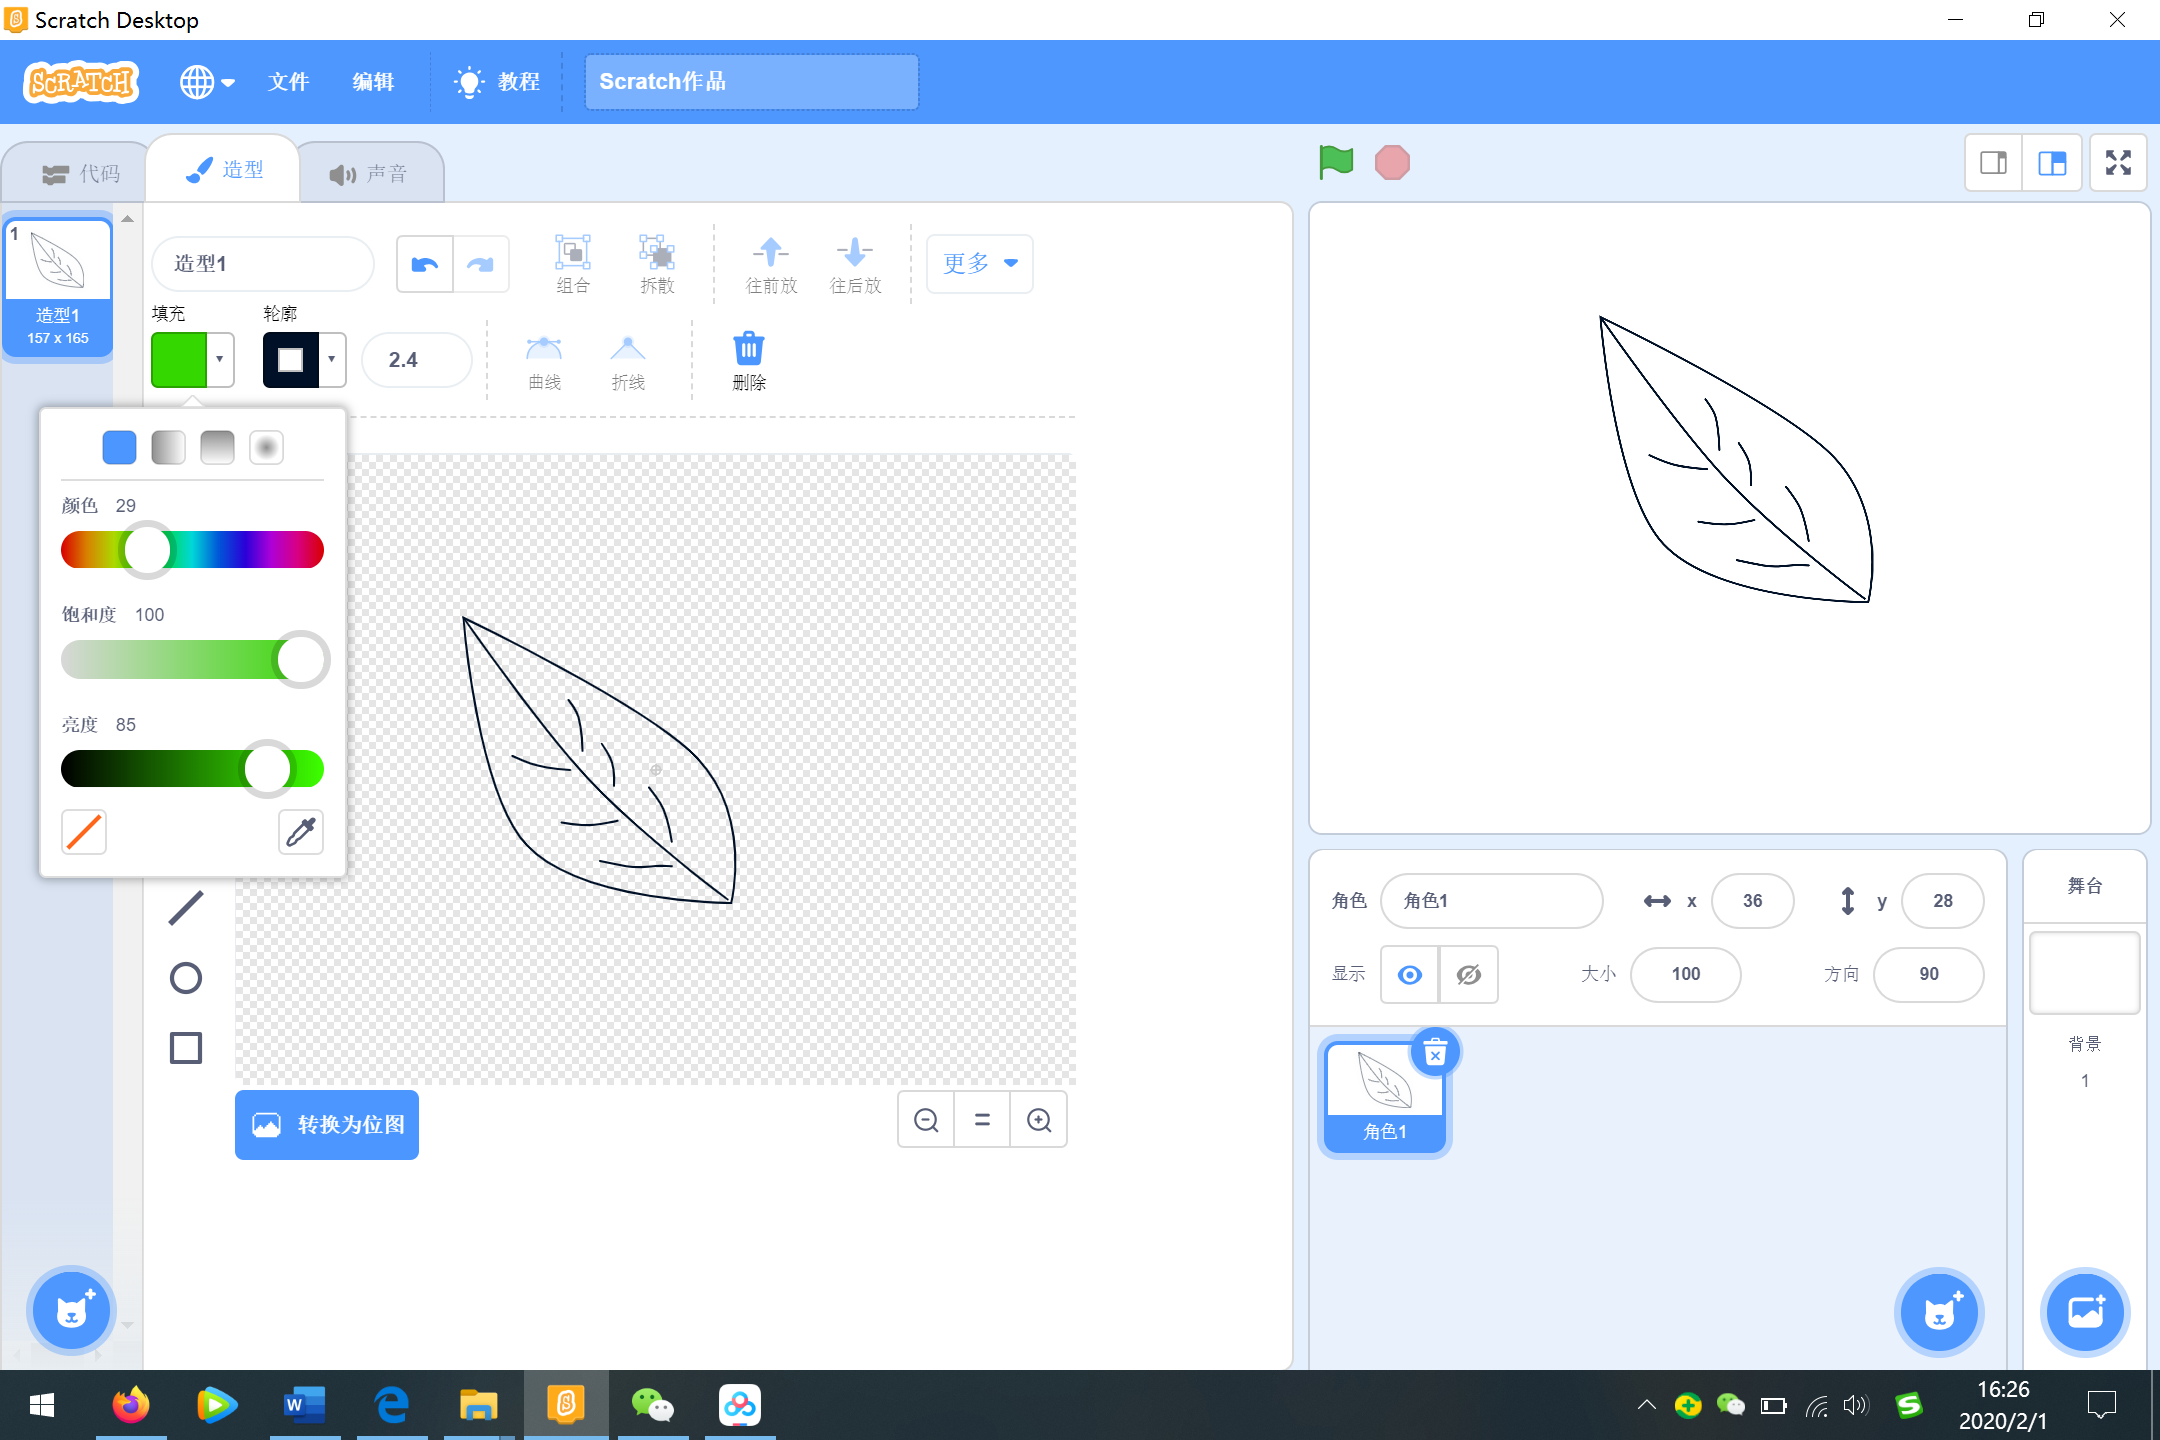 Scratch Desktop
SCRATCH 文件 编辑 教程 Scratch作品
代码 造型 声音
1
造型1
157 x 165
造型1 组合 拆散 往前放 往后放 更多
填充 轮廓
2.4 曲线 折线 删除
颜色 29
饱和度 100
亮度 85
转换为位图
角色 角色1 x 36 y 28
显示 大小 100 方向 90
角色1
舞台
背景
1
16:26
2020/2/1